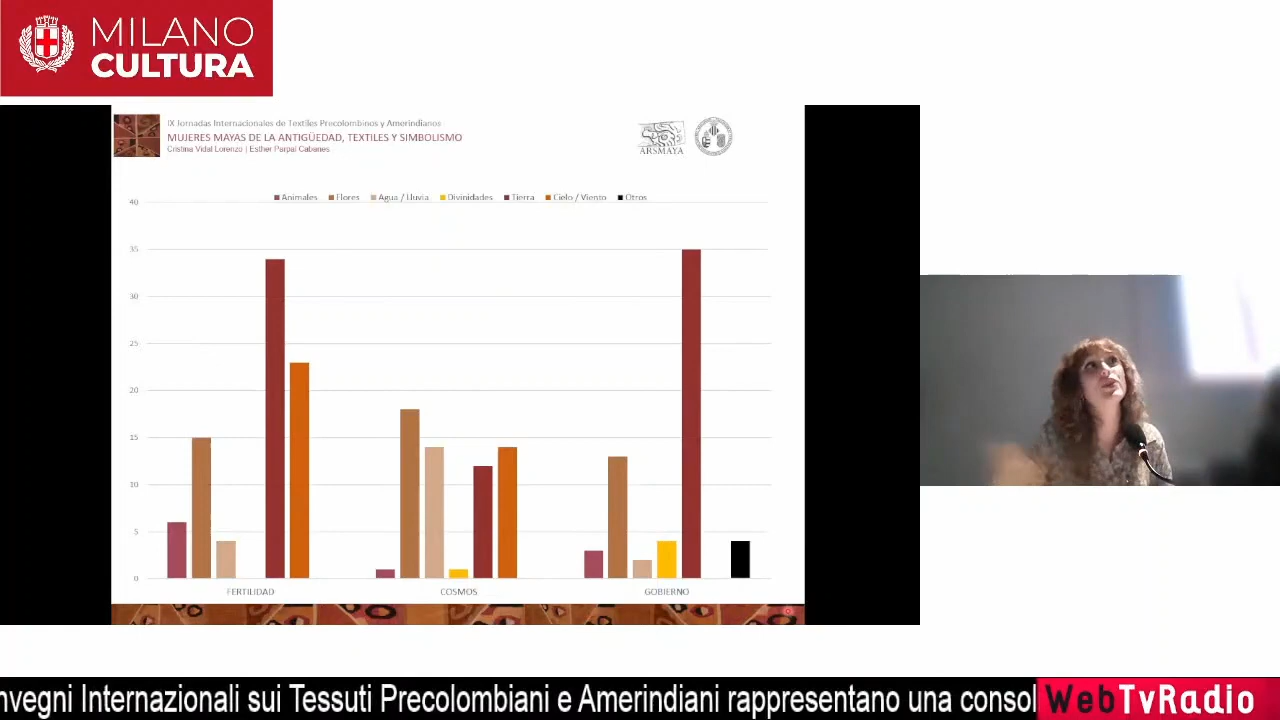 MILANO
CULTURA
IX Jornadas Internacionales de Textiles Precolombinos y Amerindianos
MUJERES MAYAS DE LA ANTIGÜEDAD, TEXTILES Y SIMBOLISMO
Cristina Vidal Lorenzo | Esther Parpal Cabanes
ARSMAYA
Animales Flores Agua / Lluvia Divinidades Tierra Cielo / Viento Otros
40
35
30
25
20
15
10
5
0
FERTILIDAD COSMOS GOBIERNO
nvegni Internazionali sui Tessuti Precolombiani e Amerindiani rappresentano una consol
WebTvRadio